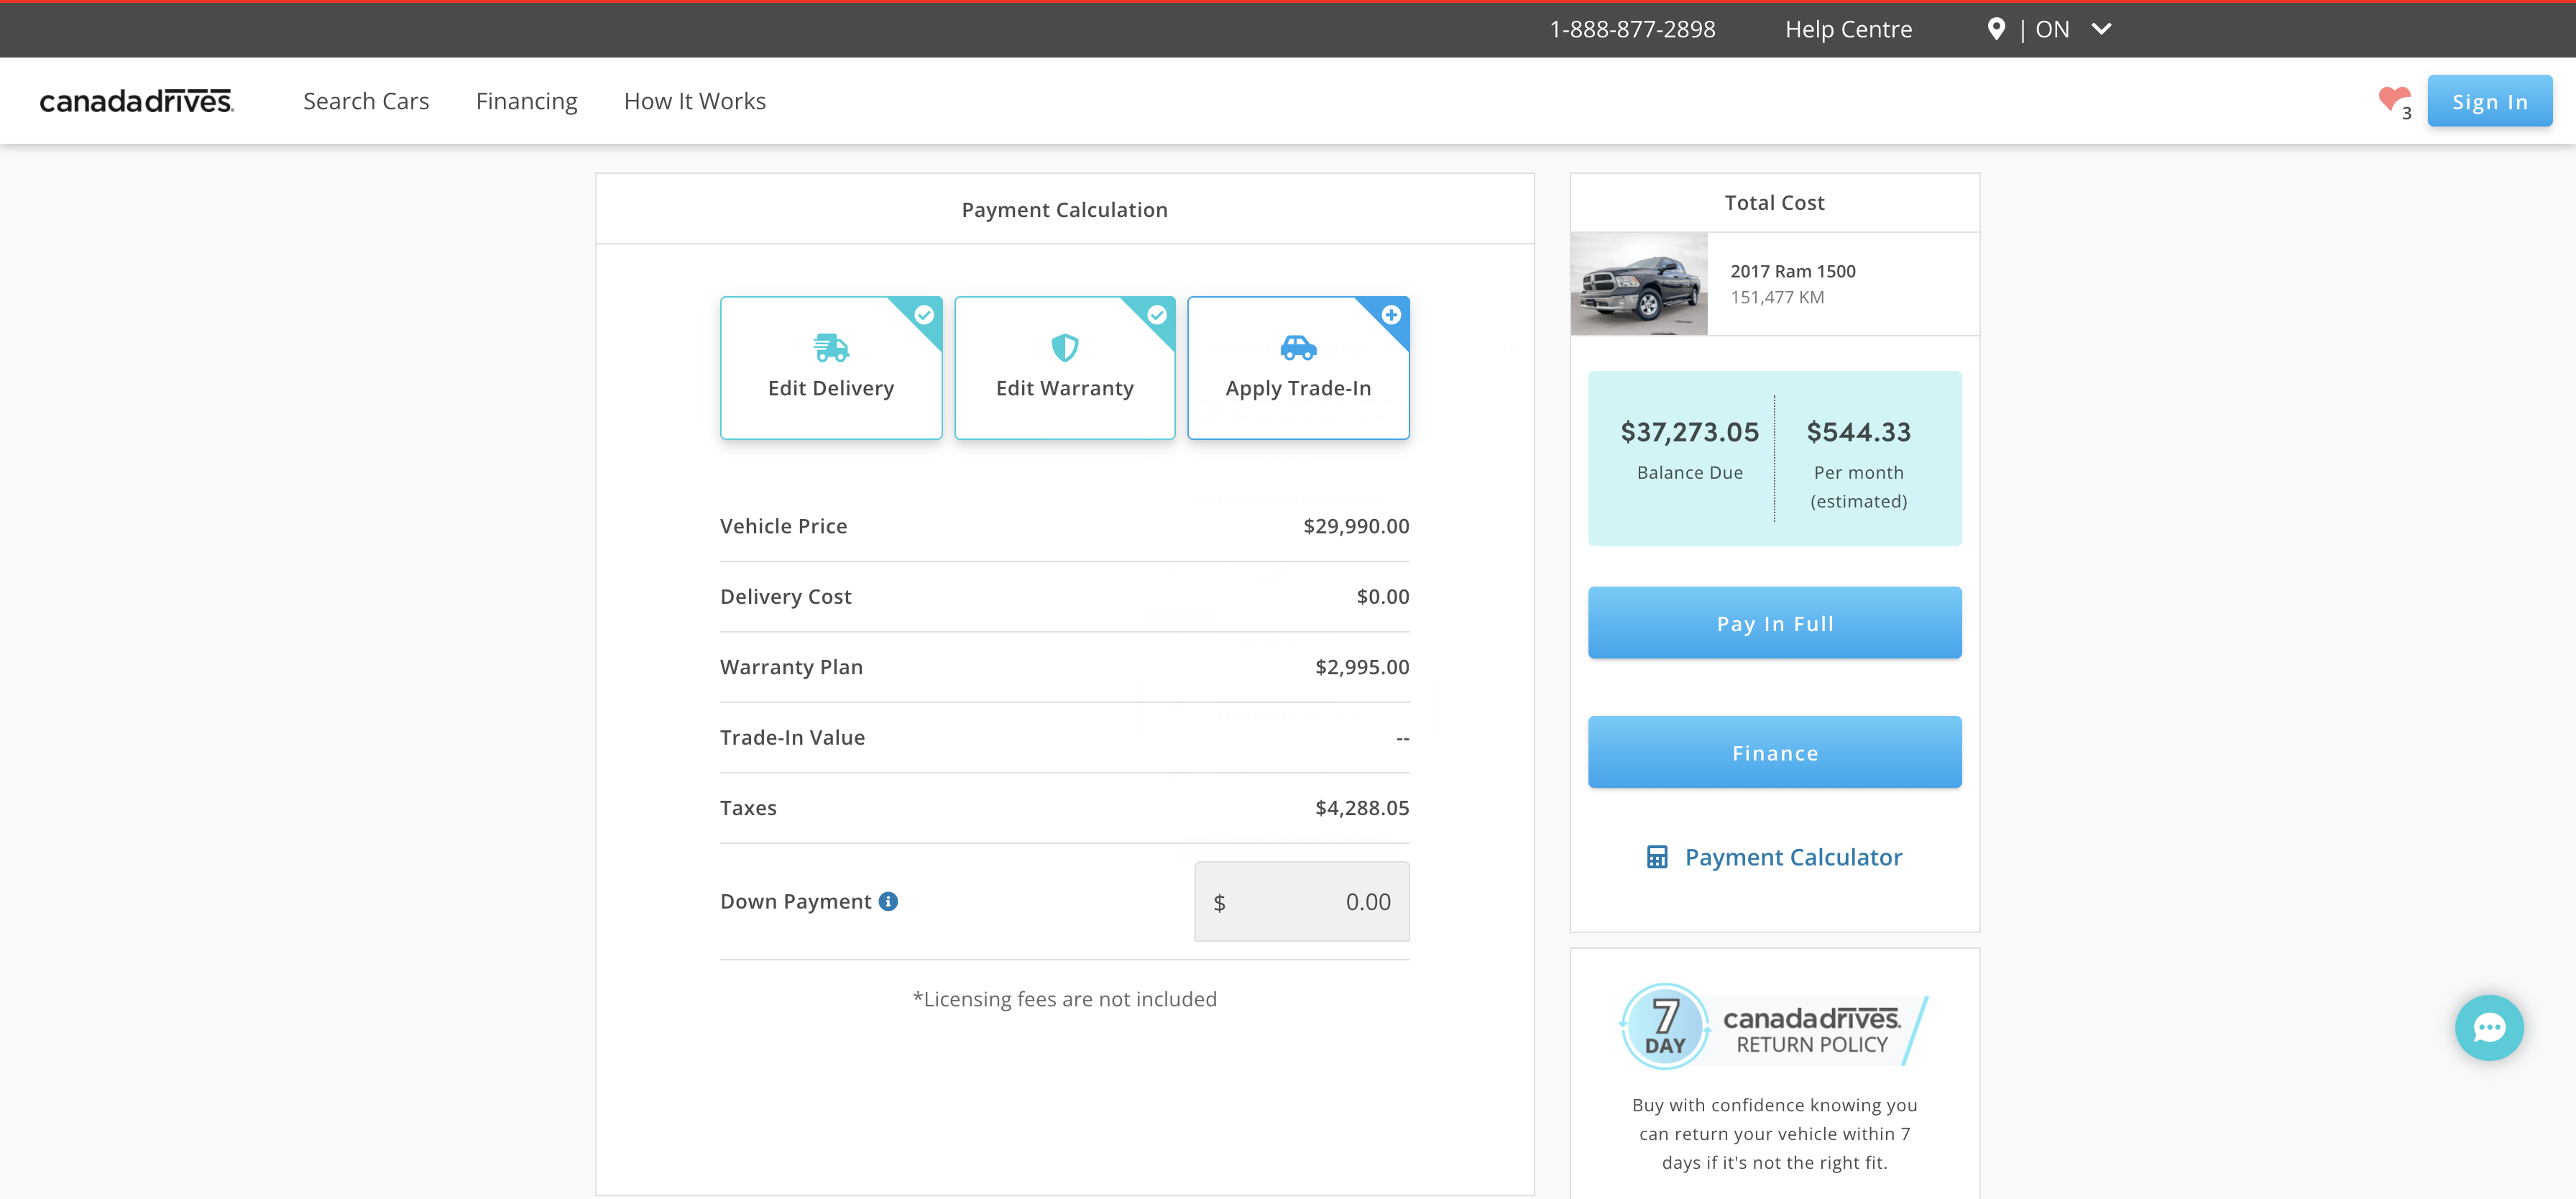 1-888-877-2898 Help Centre | ON
canadadrives. Search Cars Financing How It Works 3 Sign In
Payment Calculation
Edit Delivery Edit Warranty Apply Trade-In
Vehicle Price $29,990.00
Delivery Cost $0.00
Warranty Plan $2,995.00
Trade-In Value --
Taxes $4,288.05
Down Payment $ 0.00
*Licensing fees are not included
Total Cost
2017 Ram 1500
151,477 KM
$37,273.05 $544.33
Balance Due Per month
(estimated)
Pay In Full
Finance
Payment Calculator
7
DAY
canadadrives.
RETURN POLICY
Buy with confidence knowing you
can return your vehicle within 7
days if it's not the right fit.